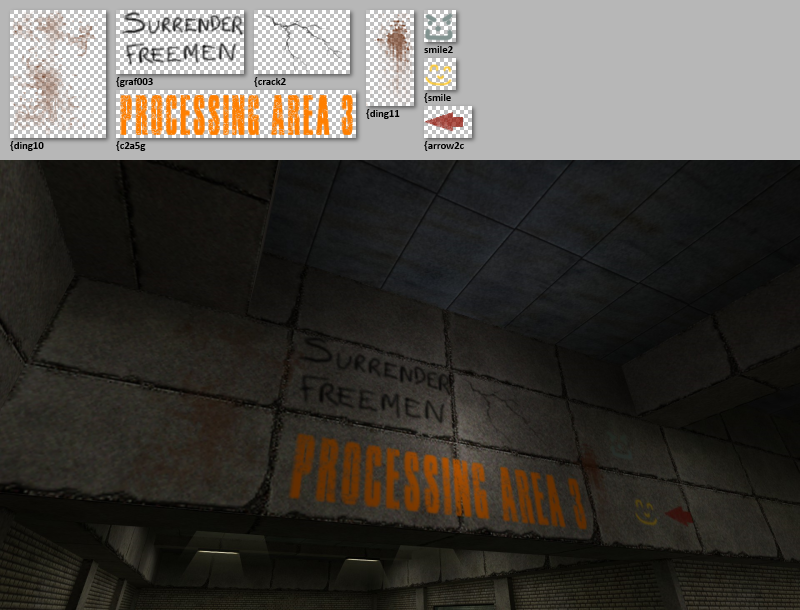 SURRENDER
FREEMEN
{graf003
{crack2
{ding10
PROCESSING AREA 3
{c2a5g
{ding11
smile2
{smile
{arrow2c
SURRENDER
FREEMEN
PROCESSING AREA 3